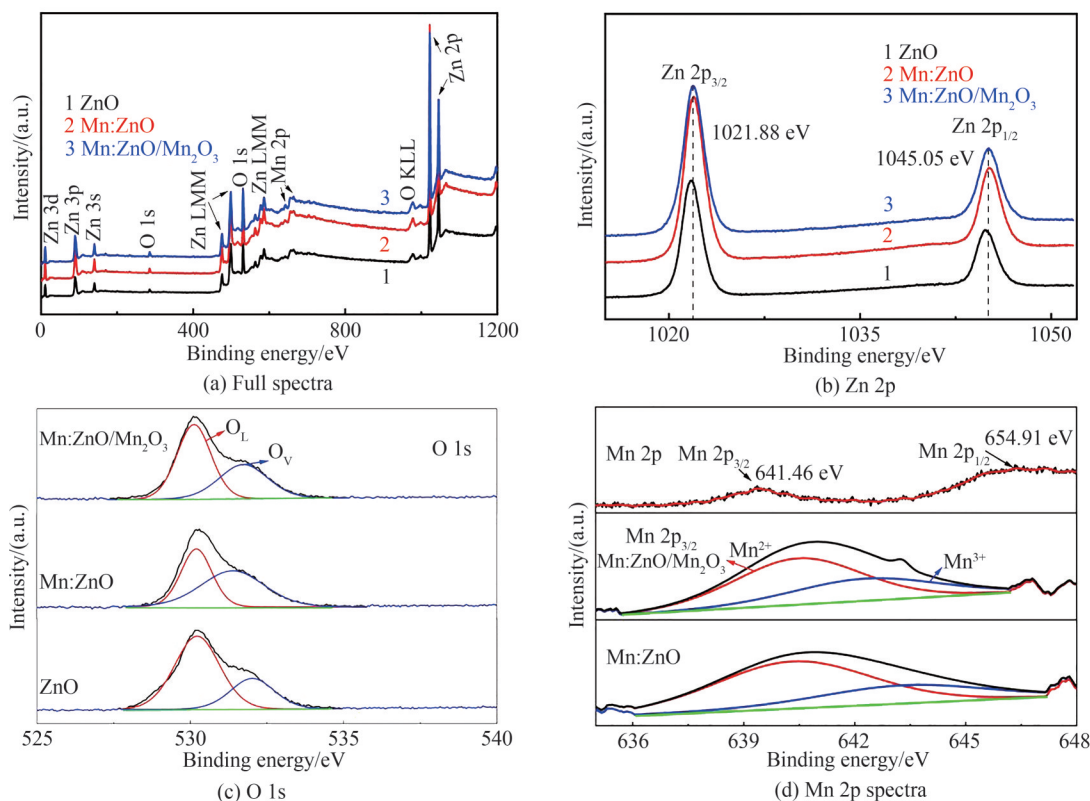 Intensity/(a.u.)
1 ZnO
2 Mn:ZnO
3 Mn:ZnO/Mn₂O₃
Zn 3d
Zn 3p
Zn 3s
O 1s
Zn LMM
O 1s
Zn LMM
Mn 2p
O KLL
Zn 2p
3
2
1
0 400 800 1200
Binding energy/eV
(a) Full spectra
Intensity/(a.u.)
1 ZnO
2 Mn:ZnO
3 Mn:ZnO/Mn₂O₃
Zn 2p₃/₂
1021.88 eV
Zn 2p₁/₂
1045.05 eV
3
2
1
1020 1035 1050
Binding energy/eV
(b) Zn 2p
Intensity/(a.u.)
Mn:ZnO/Mn₂O₃
O_L
O_V
O 1s
Mn:ZnO
ZnO
525 530 535 540
Binding energy/eV
(c) O 1s
Intensity/(a.u.)
Mn 2p
Mn 2p₃/₂
641.46 eV
Mn 2p₁/₂
654.91 eV
Mn 2p₃/₂
Mn:ZnO/Mn₂O₃
Mn²⁺
Mn³⁺
Mn:ZnO
636 639 642 645 648
Binding energy/eV
(d) Mn 2p spectra